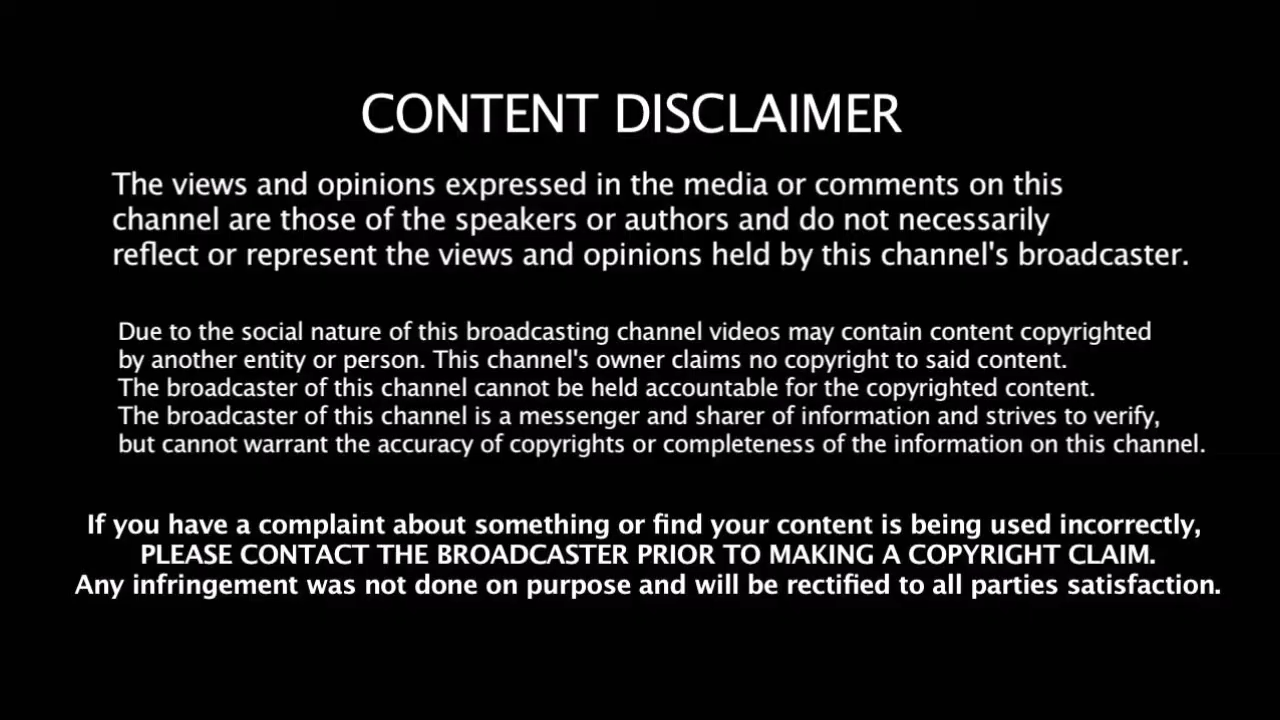 CONTENT DISCLAIMER
The views and opinions expressed in the media or comments on this
channel are those of the speakers or authors and do not necessarily
reflect or represent the views and opinions held by this channel's broadcaster.
Due to the social nature of this broadcasting channel videos may contain content copyrighted
by another entity or person. This channel's owner claims no copyright to said content.
The broadcaster of this channel cannot be held accountable for the copyrighted content.
The broadcaster of this channel is a messenger and sharer of information and strives to verify,
but cannot warrant the accuracy of copyrights or completeness of the information on this channel.
If you have a complaint about something or find your content is being used incorrectly,
PLEASE CONTACT THE BROADCASTER PRIOR TO MAKING A COPYRIGHT CLAIM.
Any infringement was not done on purpose and will be rectified to all parties satisfaction.